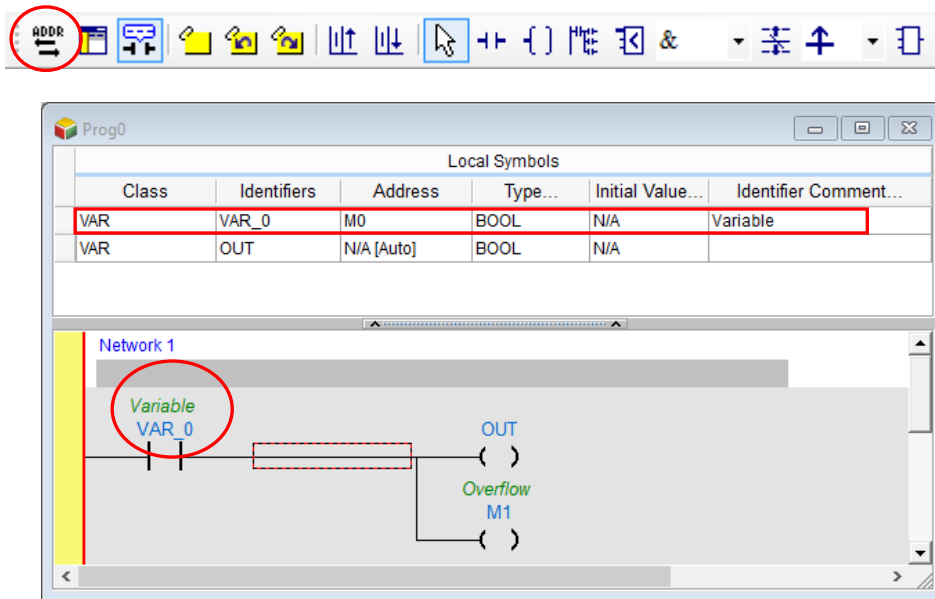 ADDR
&
Prog0
Local Symbols
Class Identifiers Address Type... Initial Value... Identifier Comment...
VAR VAR_0 M0 BOOL N/A Variable
VAR OUT N/A [Auto] BOOL N/A
Network 1
Variable
VAR_0 OUT
Overflow
M1